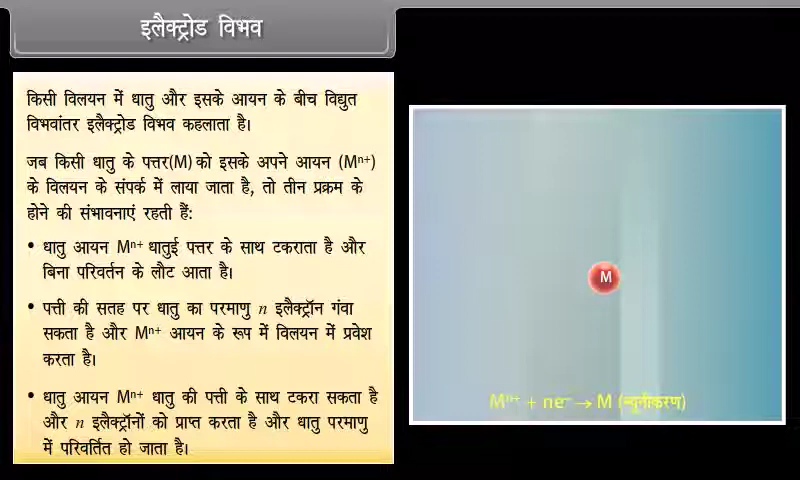 इलैक्ट्रोड विभव
किसी विलयन में धातु और इसके आयन के बीच विद्युत
विभवांतर इलैक्ट्रोड विभव कहलाता है।
जब किसी धातु के पत्तर(M) को इसके अपने आयन (Mⁿ⁺)
के विलयन के संपर्क में लाया जाता है, तो तीन प्रक्रम के
होने की संभावनाएं रहती हैं:
• धातु आयन Mⁿ⁺ धातुई पत्तर के साथ टकराता है और
बिना परिवर्तन के लौट आता है।
• पत्ती की सतह पर धातु का परमाणु n इलैक्ट्रॉन गंवा
सकता है और Mⁿ⁺ आयन के रूप में विलयन में प्रवेश
करता है।
• धातु आयन Mⁿ⁺ धातु की पत्ती के साथ टकरा सकता है
और n इलैक्ट्रॉनों को प्राप्त करता है और धातु परमाणु
में परिवर्तित हो जाता है।
M
Mⁿ⁺ + ne⁻ → M (न्यूनीकरण)